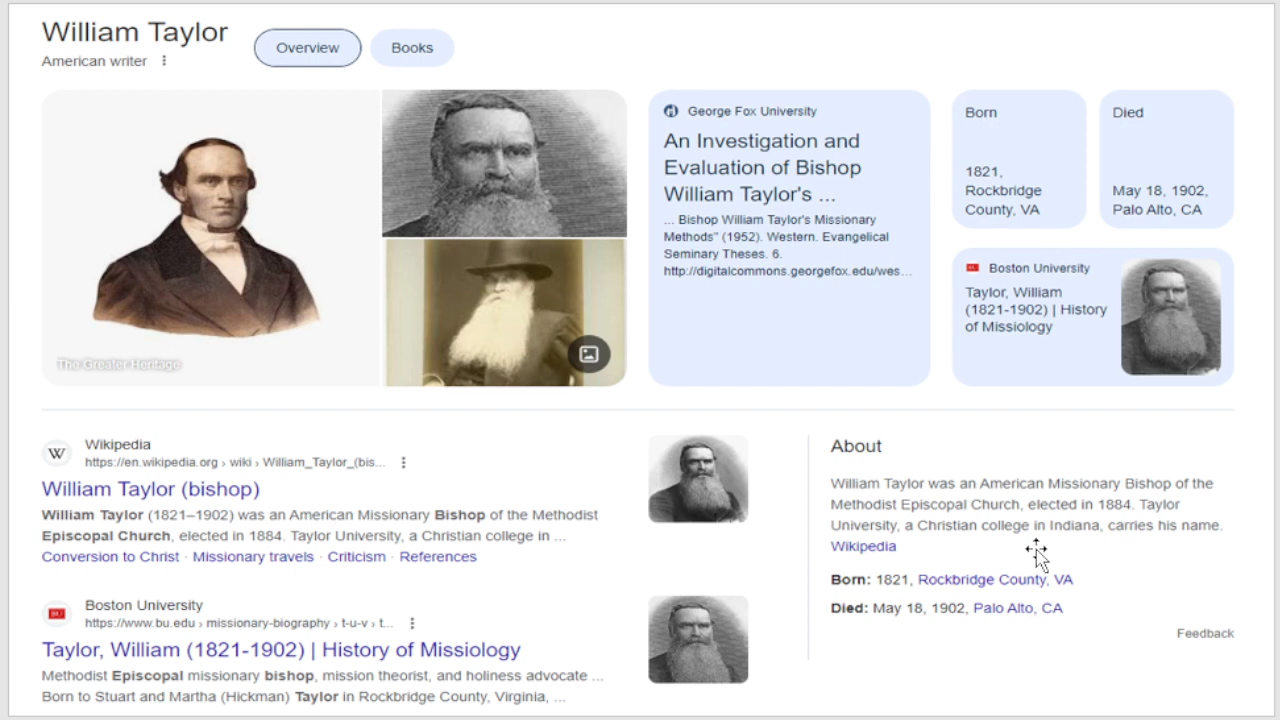 William Taylor
American writer
Overview
Books
The Greater Heritage
George Fox University
An Investigation and
Evaluation of Bishop
William Taylor's ...
... Bishop William Taylor's Missionary
Methods" (1952). Western. Evangelical
Seminary Theses. 6.
http://digitalcommons.georgefox.edu/wes...
Born
1821,
Rockbridge
County, VA
Died
May 18, 1902,
Palo Alto, CA
Boston University
Taylor, William
(1821-1902) | History
of Missiology
W
Wikipedia
https://en.wikipedia.org › wiki › William_Taylor_(bis...
William Taylor (bishop)
William Taylor (1821–1902) was an American Missionary Bishop of the Methodist
Episcopal Church, elected in 1884. Taylor University, a Christian college in ...
Conversion to Christ · Missionary travels · Criticism · References
BU
Boston University
https://www.bu.edu › missionary-biography › t-u-v › t...
Taylor, William (1821-1902) | History of Missiology
Methodist Episcopal missionary bishop, mission theorist, and holiness advocate ...
Born to Stuart and Martha (Hickman) Taylor in Rockbridge County, Virginia, ...
About
William Taylor was an American Missionary Bishop of the
Methodist Episcopal Church, elected in 1884. Taylor
University, a Christian college in Indiana, carries his name.
Wikipedia
Born: 1821, Rockbridge County, VA
Died: May 18, 1902, Palo Alto, CA
Feedback